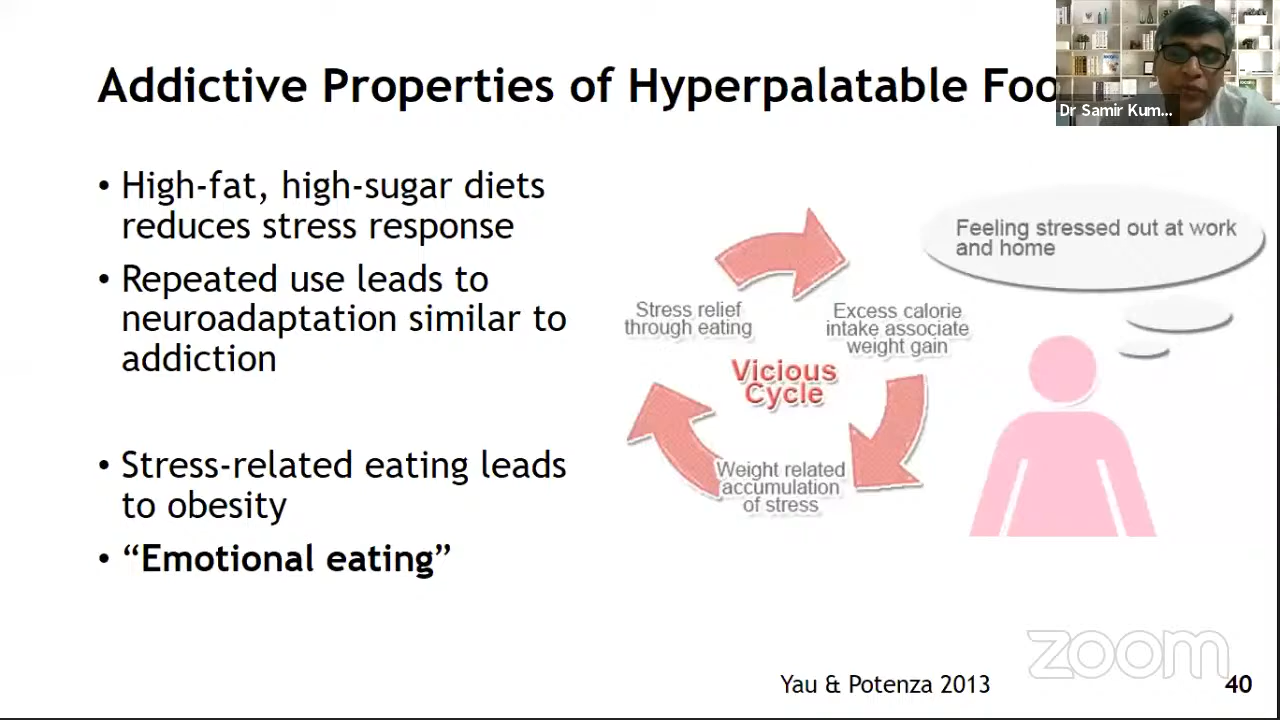 Addictive Properties of Hyperpalatable Foo
Dr Samir Kum...
• High-fat, high-sugar diets
reduces stress response
• Repeated use leads to
neuroadaptation similar to
addiction
• Stress-related eating leads
to obesity
• “Emotional eating”
Feeling stressed out at work
and home
Stress relief
through eating
Excess calorie
intake associate
weight gain
Vicious
Cycle
Weight related
accumulation
of stress
zoom
Yau & Potenza 2013
40